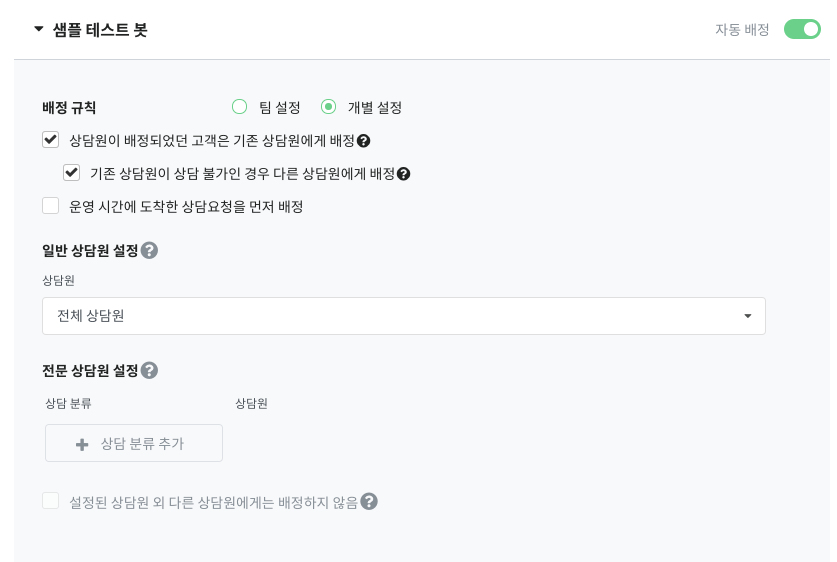 샘플 테스트 봇 자동 배정
배정 규칙 팀 설정 개별 설정
상담원이 배정되었던 고객은 기존 상담원에게 배정?
기존 상담원이 상담 불가인 경우 다른 상담원에게 배정?
운영 시간에 도착한 상담요청을 먼저 배정
일반 상담원 설정?
상담원
전체 상담원
전문 상담원 설정?
상담 분류 상담원
+ 상담 분류 추가
설정된 상담원 외 다른 상담원에게는 배정하지 않음?